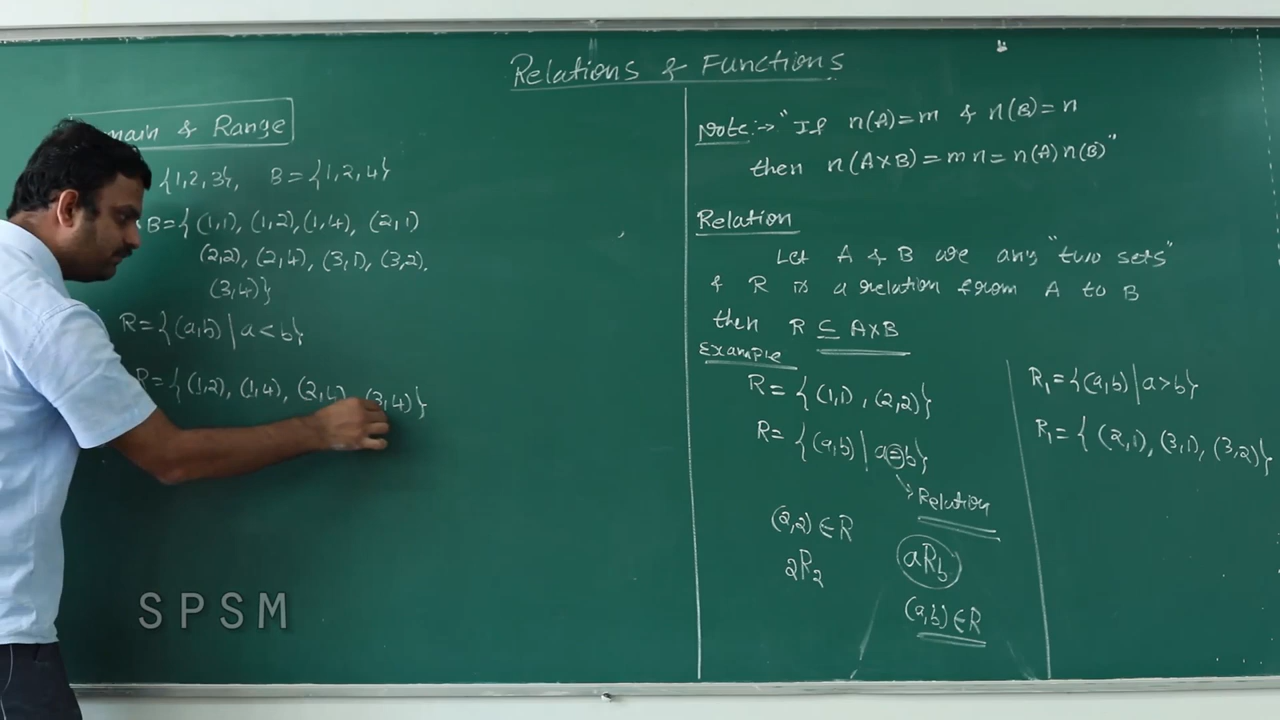 Relations & Functions
main & Range
{1,2,3}, B={1,2,4}
B={(1,1), (1,2),(1,4), (2,1)
(2,2), (2,4), (3,1), (3,2),
(3,4)}
R={(a,b) | a<b}
R={(1,2), (1,4), (2,4), (3,4)}
SPSM
Note:→ "If n(A)=m & n(B)=n
then n(A×B)=mn=n(A)n(B)"
Relation
Let A & B we any "two sets"
& R is a relation from A to B
then R ⊆ A×B
Example
R= {(1,1), (2,2)}
R= {(a,b) | a=b}
Relation
(2,2)∈R
2R2
aRb
(a,b)∈R
R₁={(a,b) | a>b}
R₁={ (2,1), (3,1), (3,2)}